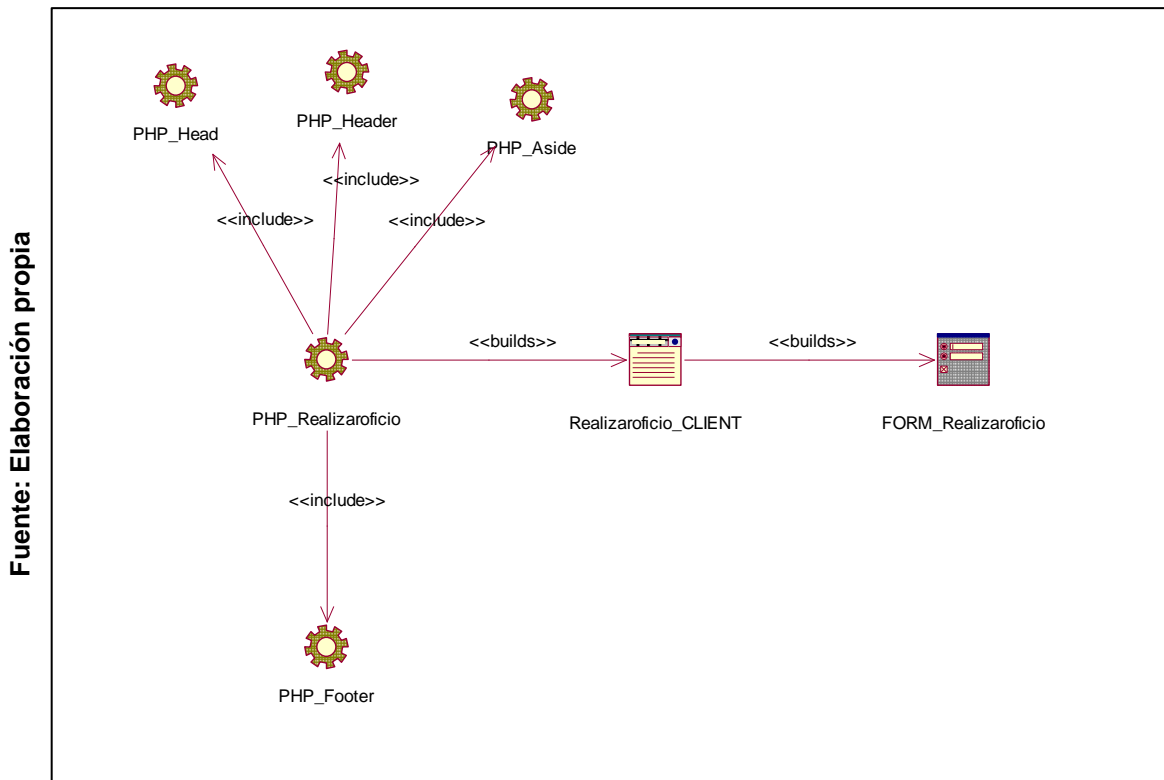 Fuente: Elaboración propia
PHP_Head
PHP_Header
PHP_Aside
<<include>>
<<include>>
<<include>>
PHP_Realizaroficio
<<builds>>
Realizaroficio_CLIENT
<<builds>>
FORM_Realizaroficio
<<include>>
PHP_Footer